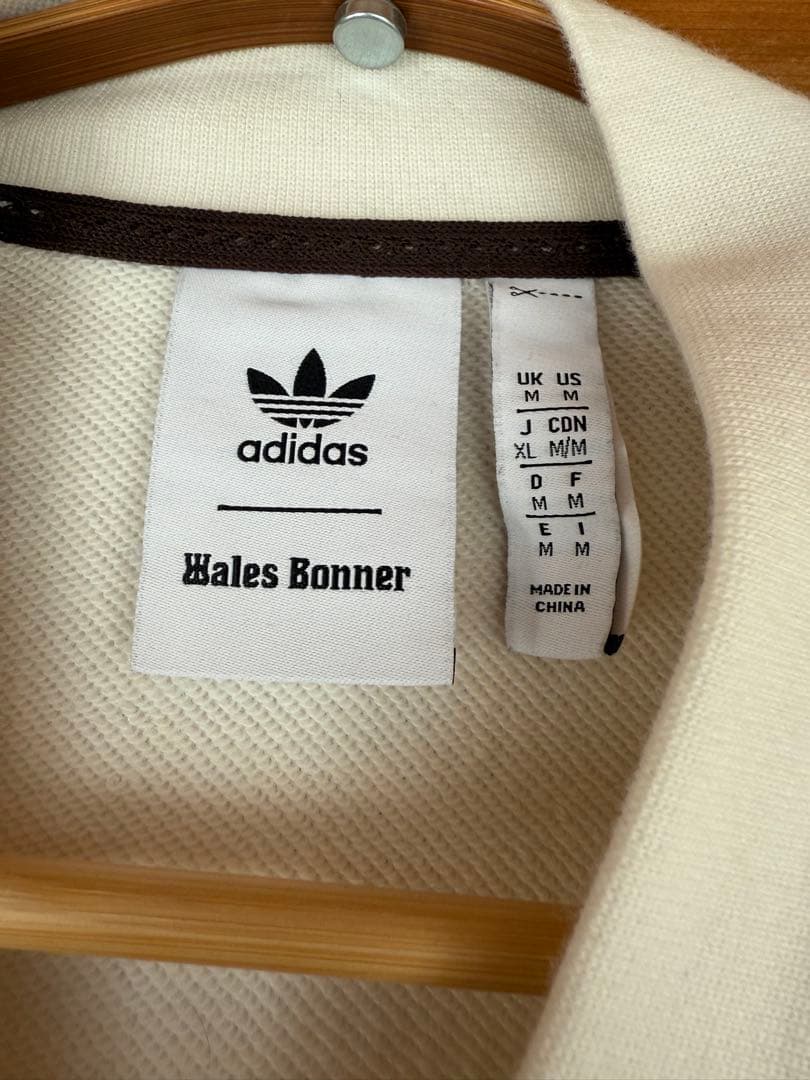 adidas
Wales Bonner
UK US
M M
J CDN
XL M/M
D F
M M
E I
M M
MADE IN
CHINA